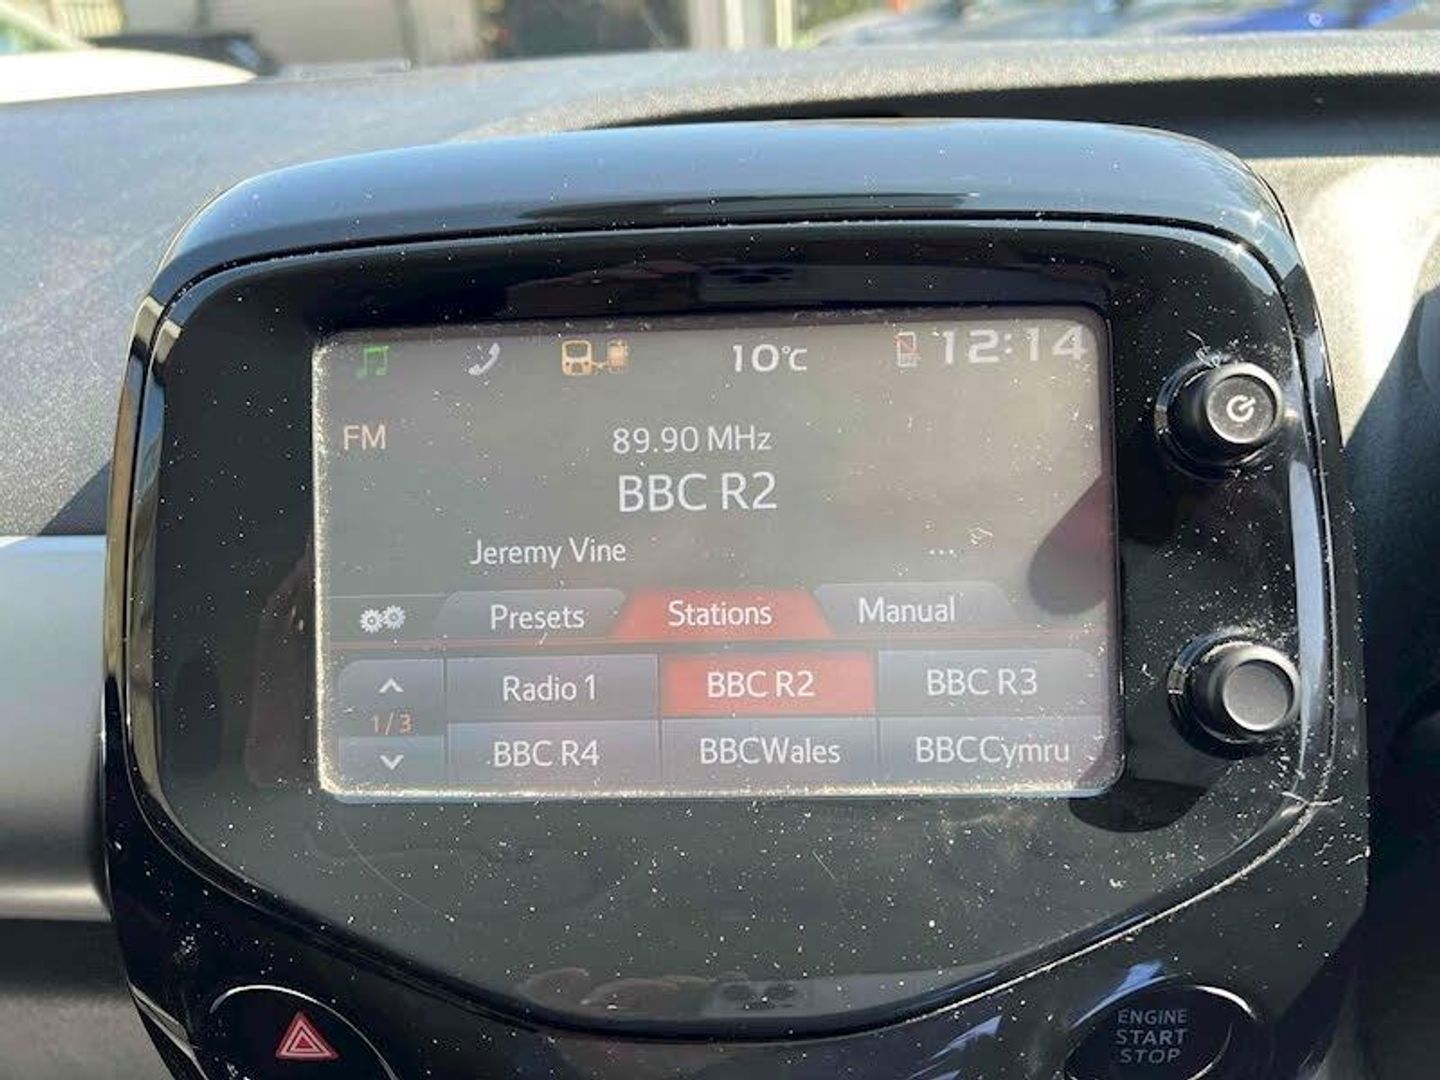 10°C 12:14
FM
89.90 MHz
BBC R2
Jeremy Vine ...
Presets Stations Manual
Radio 1 BBC R2 BBC R3
1/3
BBC R4 BBCWales BBCCymru
ENGINE
START
STOP